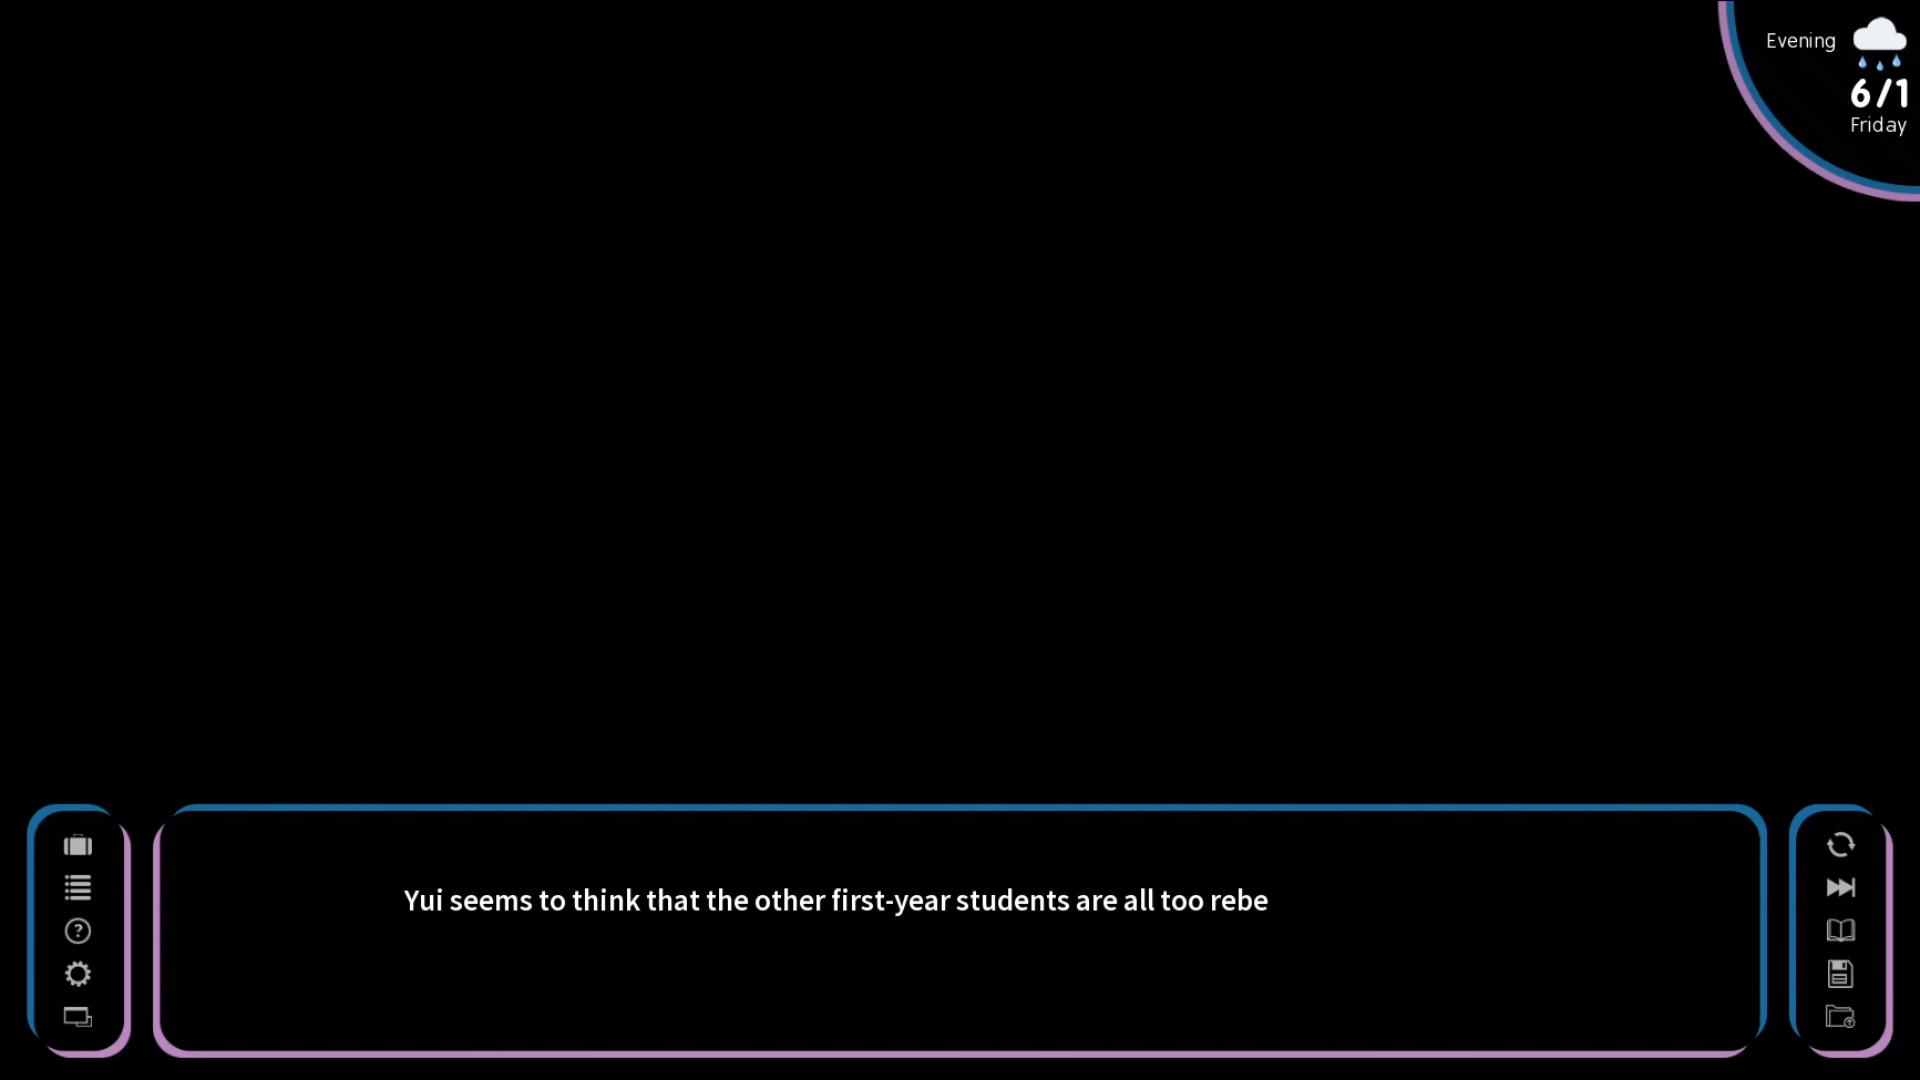 Evening
6/1
Friday
Yui seems to think that the other first-year students are all too rebe